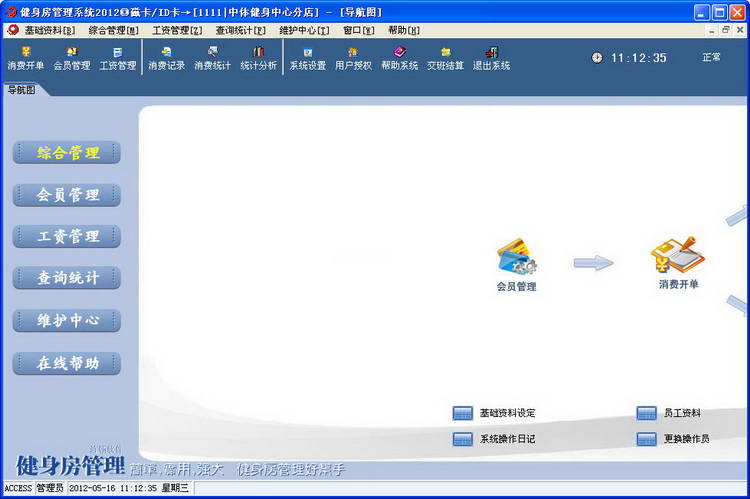 健身房管理系统2012④磁卡/ID卡→[1111|中体健身中心分店] - [导航图]
基础资料[B] 综合管理[M] 工资管理[Z] 查询统计[P] 维护中心[T] 窗口[W] 帮助[H]
消费开单 会员管理 工资管理 消费记录 消费统计 统计分析 系统设置 用户授权 帮助系统 交班结算 退出系统 11:12:35 正常
导航图
综合管理
会员管理
工资管理
查询统计
维护中心
在线帮助
会员管理
消费开单
基础资料设定
员工资料
系统操作日记
更换操作员
健身房管理 简单.常用.强大 健身房管理好帮手
ACCESS 管理员 2012-05-16 11:12:35 星期三